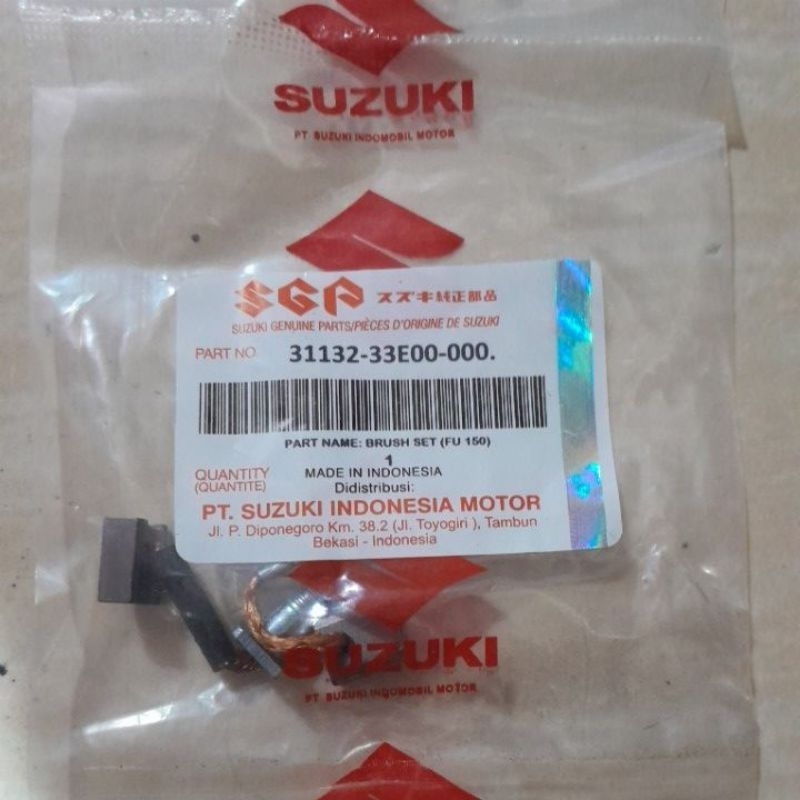 SUZUKI
PT SUZUKI INDOMOBIL MOTOR
SGP スズキ純正部品
SUZUKI GENUINE PARTS/PIÈCES D'ORIGINE DE SUZUKI
PART NO. 31132-33E00-000.
PART NAME: BRUSH SET (FU 150)
1
QUANTITY MADE IN INDONESIA
(QUANTITE) Didistribusi:
PT. SUZUKI INDONESIA MOTOR
Jl. P. Diponegoro Km. 38.2 (Jl. Toyogiri ), Tambun
Bekasi - Indonesia
SUZUKI
PT SUZUKI INDOMOBIL MOTOR